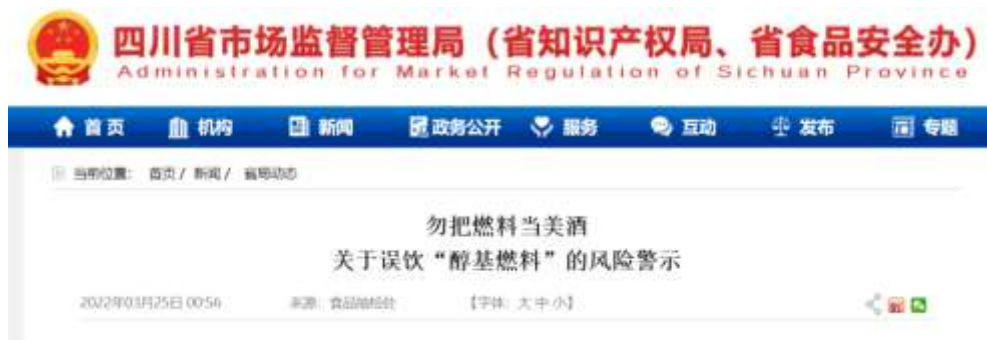 四川省市场监督管理局（省知识产权局、省食品安全办）
Administration for Market Regulation of Sichuan Province
首页 机构 新闻 政务公开 服务 互动 发布 专题
当前位置： 首页 / 新闻 / 省局动态
勿把燃料当美酒
关于误饮“醇基燃料”的风险警示
2022年03月25日 00:56 来源：食品抽检处 【字体：大 中 小】